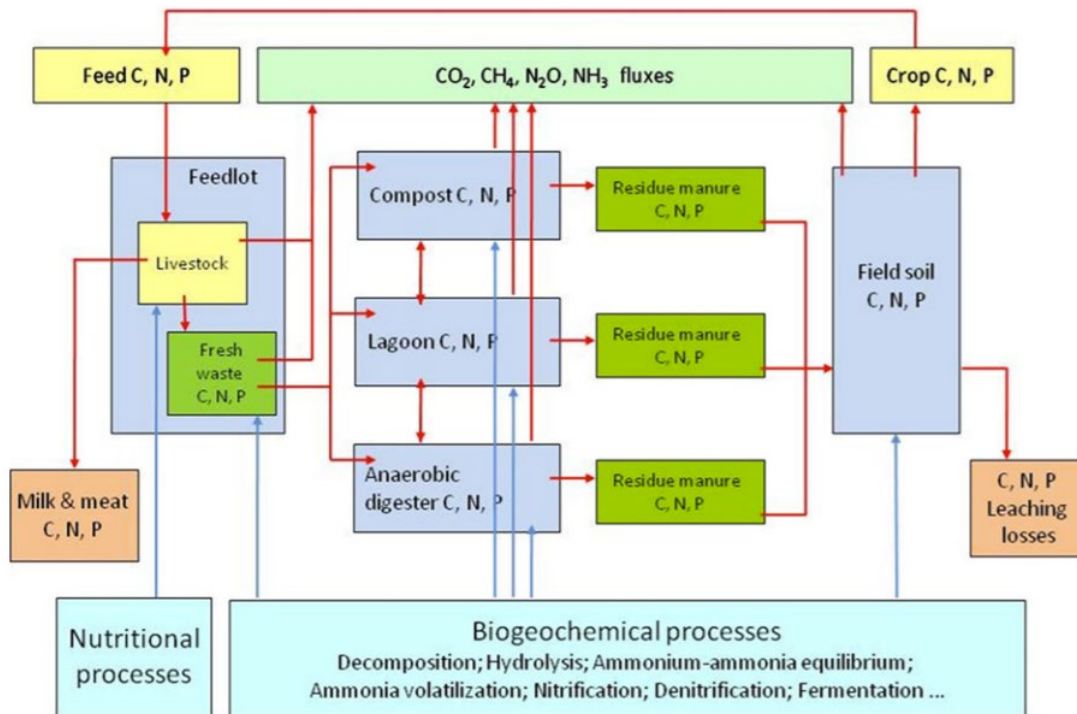 Feed C, N, P
CO₂, CH₄, N₂O, NH₃ fluxes
Crop C, N, P
Feedlot
Livestock
Fresh
waste
C, N, P
Compost C, N, P
Lagoon C, N, P
Anaerobic
digester C, N, P
Residue manure
C, N, P
Residue manure
C, N, P
Residue manure
C, N, P
Field soil
C, N, P
Milk & meat
C, N, P
C, N, P
Leaching
losses
Nutritional
processes
Biogeochemical processes
Decomposition; Hydrolysis; Ammonium-ammonia equilibrium;
Ammonia volatilization; Nitrification; Denitrification; Fermentation ...